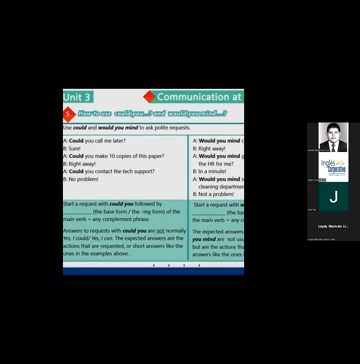 Unit 3
Communication at
5 How to use could you...? and would you mind....?
Use could and would you mind to ask polite requests.
A: Could you call me later?
B: Sure!
A: Could you make 10 copies of this paper?
B: Right away!
A: Could you contact the tech support?
B: No problem!
A: Would you mind
B: Right away!
A: Would you mind
the HR for me?
B: In a minute!
A: Would you mind
cleaning departmen
B: Not a problem!
Start a request with could you followed by
__________ (the base form / the -ing form) of the
main verb + any complement phrase.
Answers to requests with could you are not normally
Yes, I could/ Yes, I can. The expected answers are the
actions that are requested, or short answers like the
ones in the examples above.
Start a request with
(the ba
the main verb + any co
The expected answers
you mind are not usu
but are the actions tha
answers like the ones i
Inglés
Corporativo
J
Leydy Marcela Li...